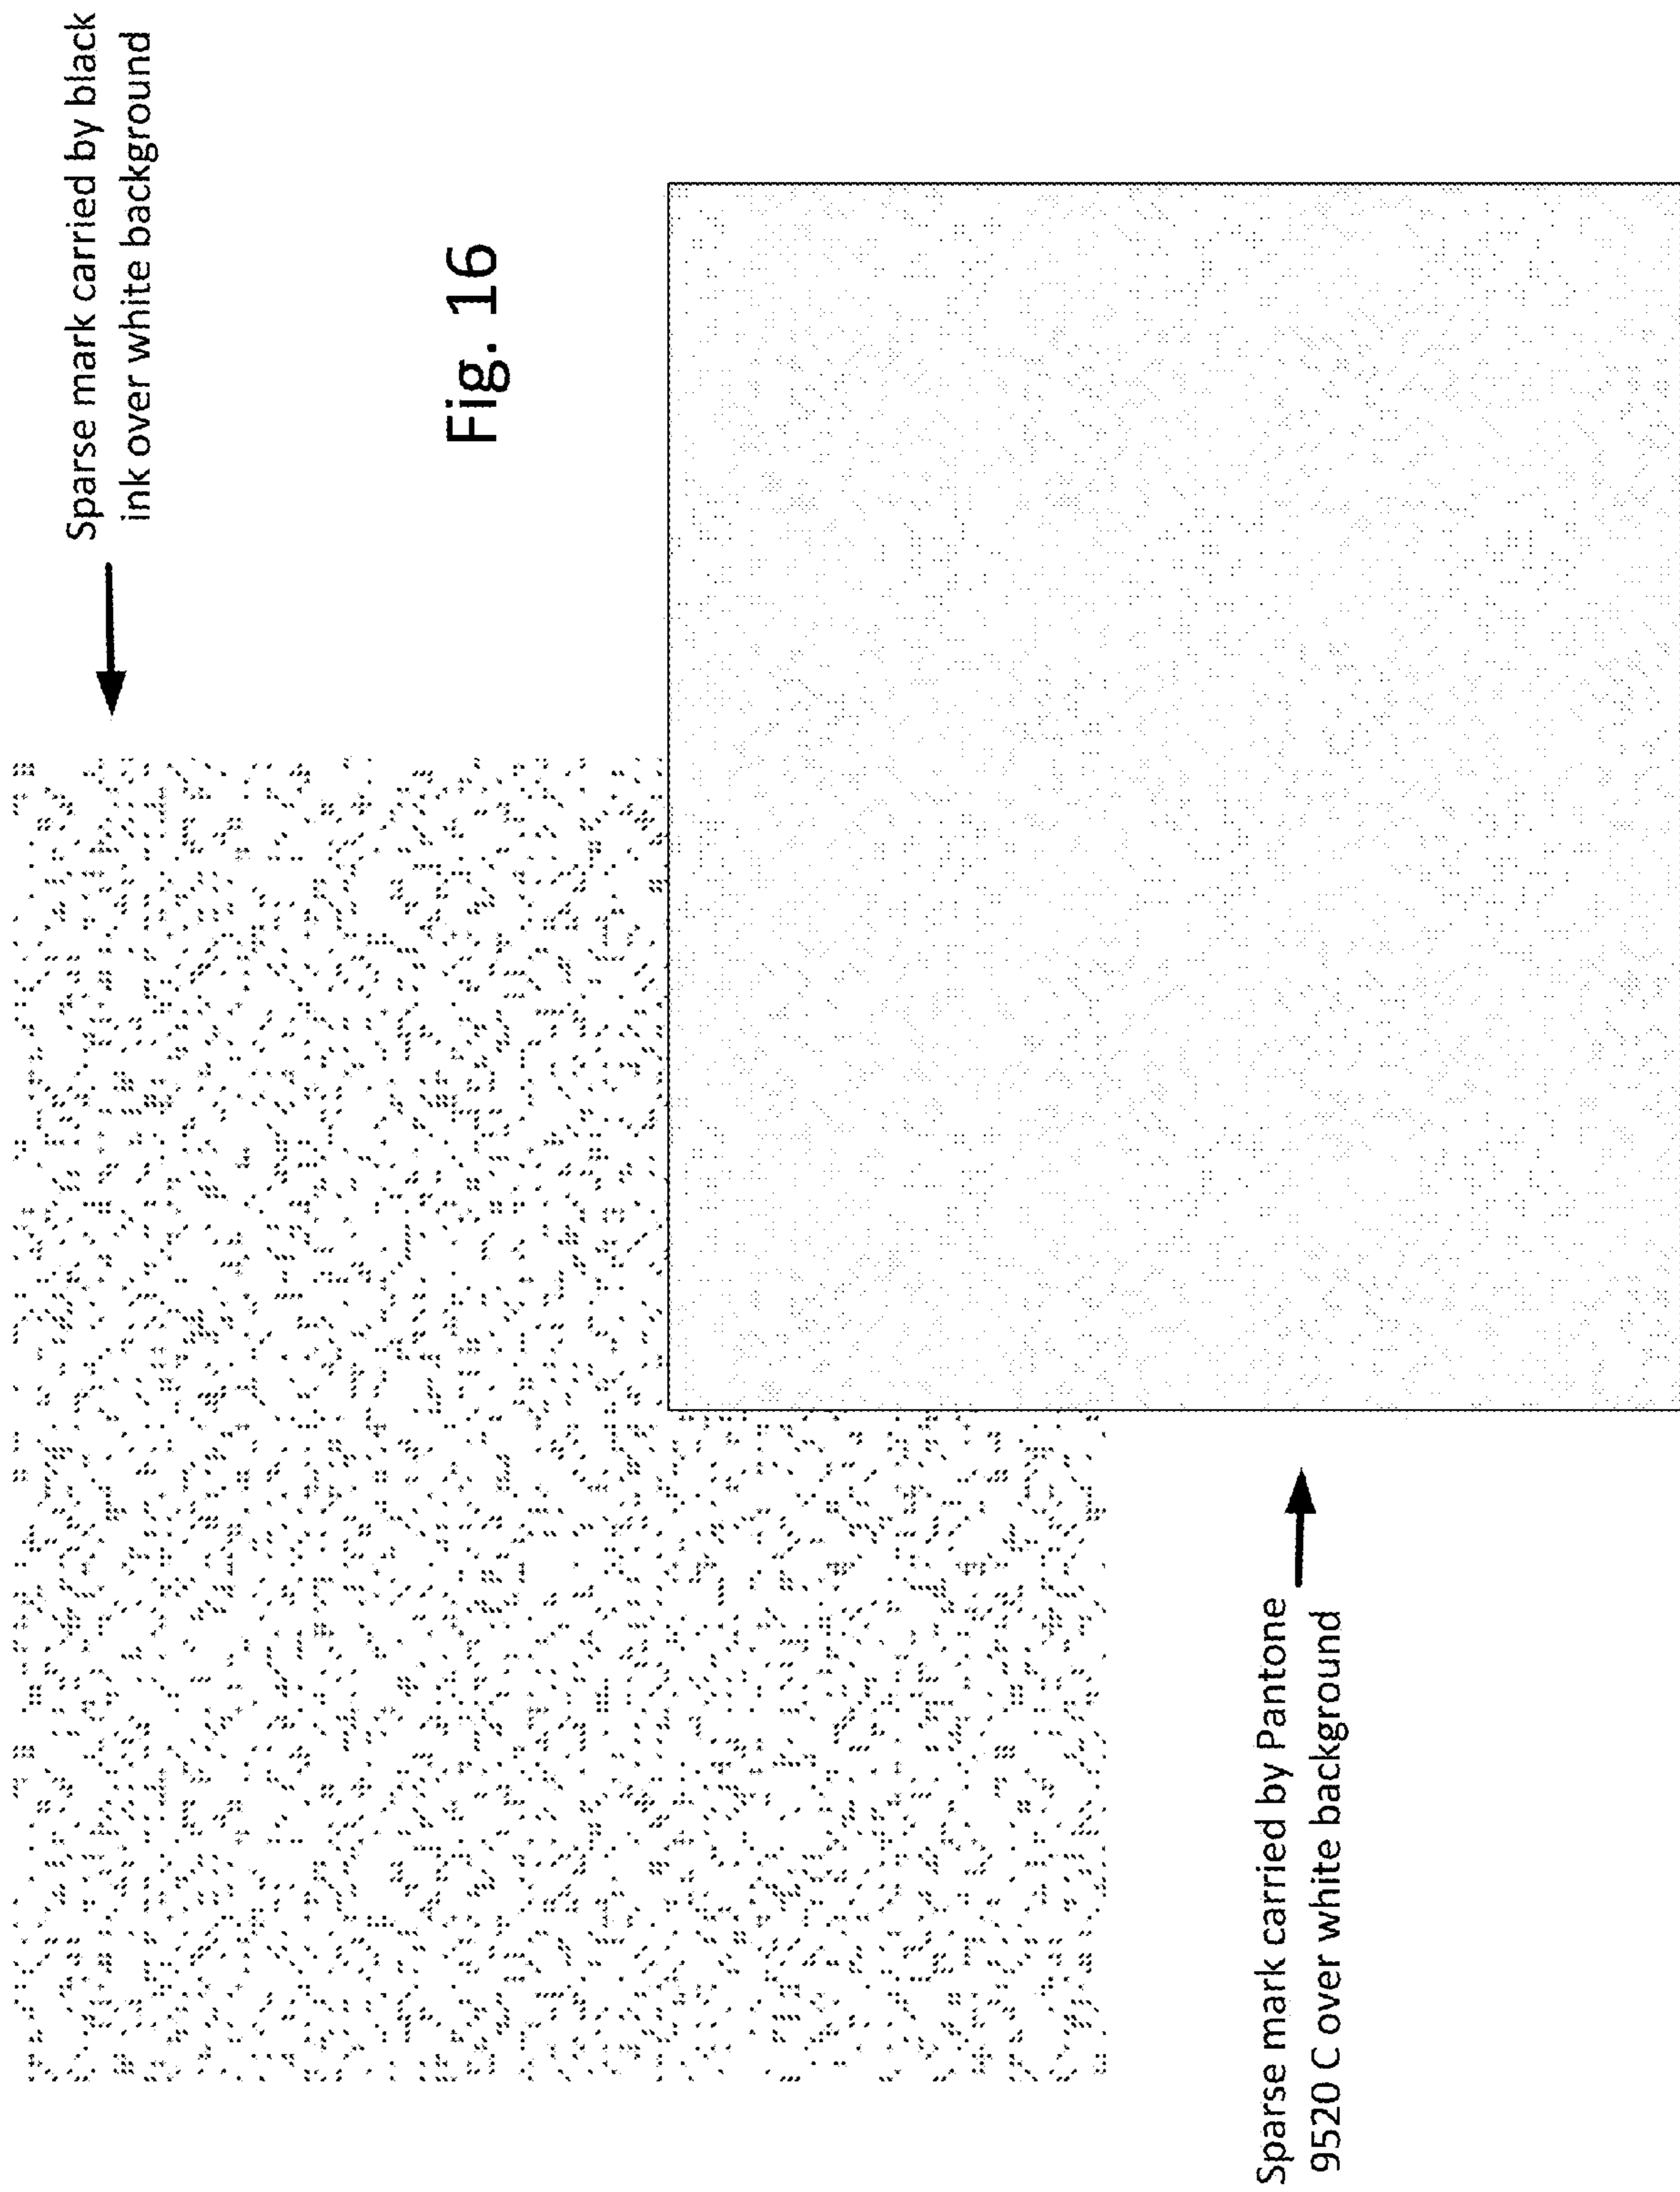 Sparse mark carried by black
ink over white background
Fig. 16
Sparse mark carried by Pantone
9520 C over white background